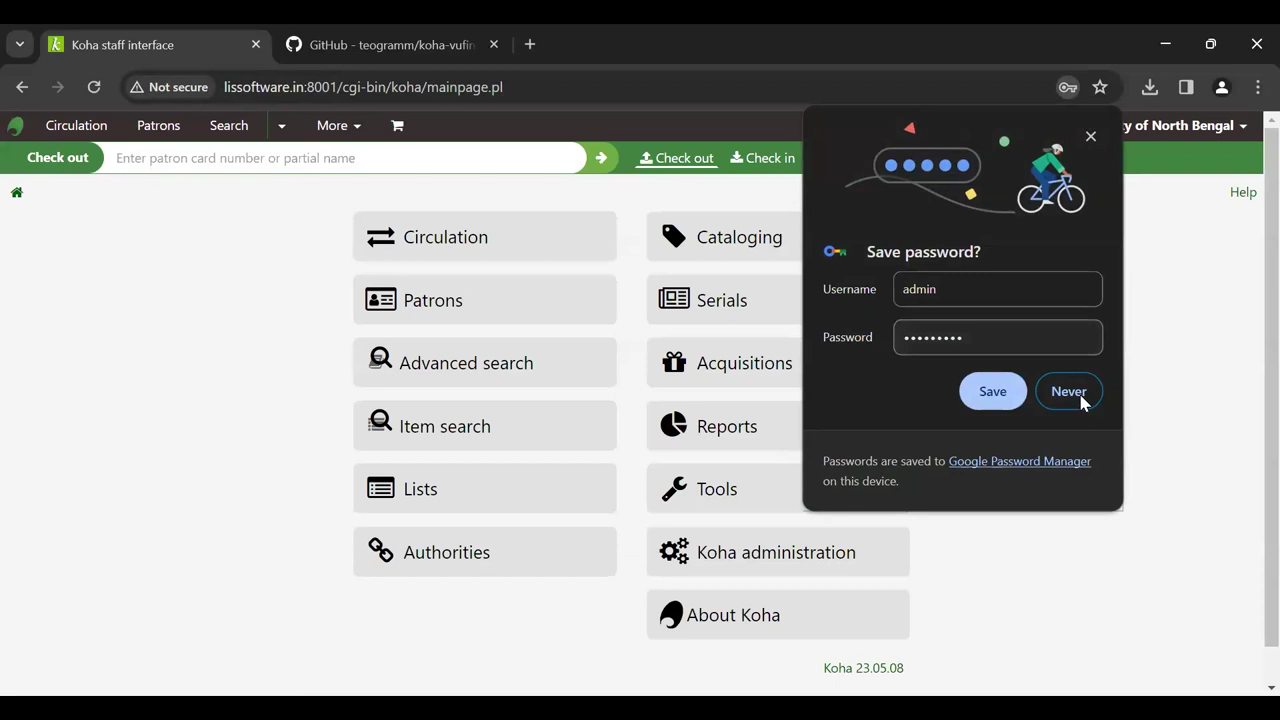 Koha staff interface
GitHub - teogramm/koha-vufin
Not secure
lissoftware.in:8001/cgi-bin/koha/mainpage.pl
Circulation
Patrons
Search
More
y of North Bengal
Check out
Enter patron card number or partial name
Check out
Check in
Help
Circulation
Cataloging
Patrons
Serials
Advanced search
Acquisitions
Item search
Reports
Lists
Tools
Authorities
Koha administration
About Koha
Koha 23.05.08
Save password?
Username
admin
Password
•••••••••
Save
Never
Passwords are saved to Google Password Manager
on this device.